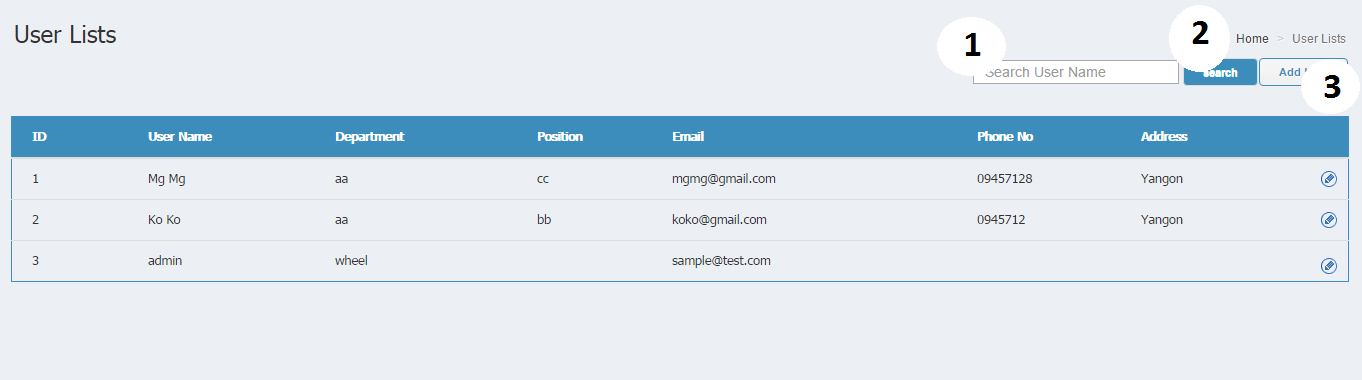 User Lists
1
2
Home > User Lists
Search User Name
search
Add
3
ID User Name Department Position Email Phone No Address
1 Mg Mg aa cc mgmg@gmail.com 09457128 Yangon
2 Ko Ko aa bb koko@gmail.com 0945712 Yangon
3 admin wheel sample@test.com